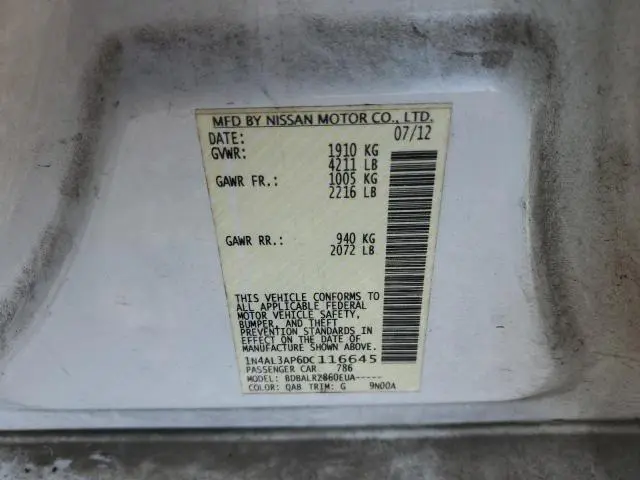 MFD BY NISSAN MOTOR CO., LTD.
DATE: 07/12
GVWR: 1910 KG
4211 LB
GAWR FR.: 1005 KG
2216 LB
GAWR RR.: 940 KG
2072 LB
THIS VEHICLE CONFORMS TO
ALL APPLICABLE FEDERAL
MOTOR VEHICLE SAFETY,
BUMPER, AND THEFT
PREVENTION STANDARDS IN
EFFECT ON THE DATE OF
MANUFACTURE SHOWN ABOVE.
1N4AL3AP6DC116645
PASSENGER CAR 786
MODEL: BDBALRZ860EUA-----
COLOR: QAB TRIM: G 9N00A